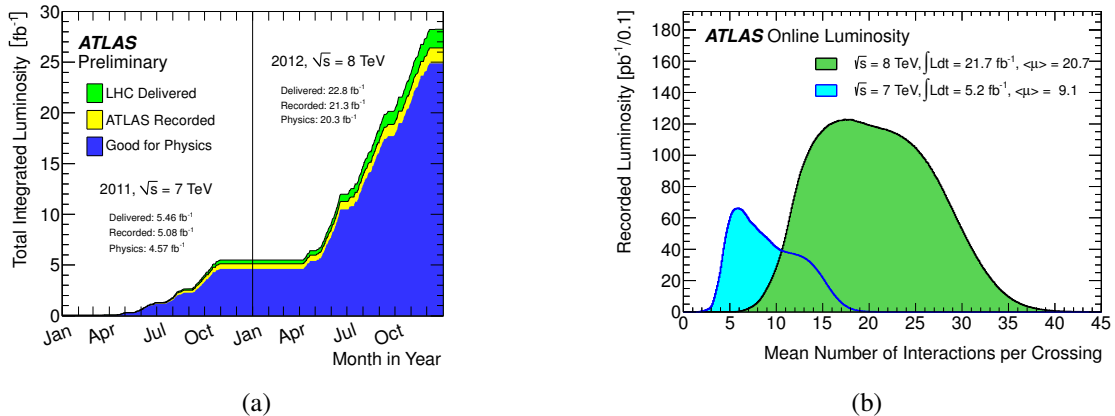 Total Integrated Luminosity [fb⁻¹]
30
25
20
15
10
5
0
ATLAS
Preliminary
LHC Delivered
ATLAS Recorded
Good for Physics
2012, √s = 8 TeV
Delivered: 22.8 fb⁻¹
Recorded: 21.3 fb⁻¹
Physics: 20.3 fb⁻¹
2011, √s = 7 TeV
Delivered: 5.46 fb⁻¹
Recorded: 5.08 fb⁻¹
Physics: 4.57 fb⁻¹
Jan Apr Jul Oct Jan Apr Jul Oct
Month in Year
(a)
Recorded Luminosity [pb⁻¹/0.1]
180
160
140
120
100
80
60
40
20
0
ATLAS Online Luminosity
√s = 8 TeV, ∫Ldt = 21.7 fb⁻¹, <μ> = 20.7
√s = 7 TeV, ∫Ldt = 5.2 fb⁻¹, <μ> = 9.1
0 5 10 15 20 25 30 35 40 45
Mean Number of Interactions per Crossing
(b)